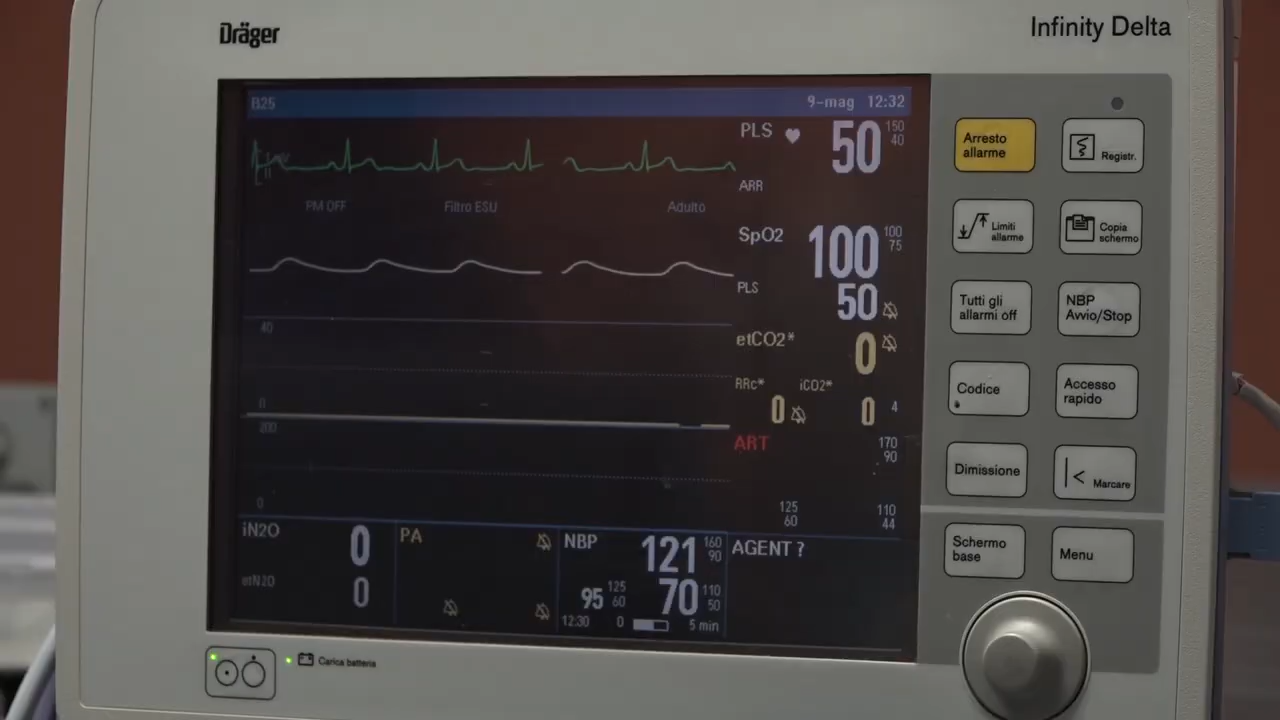 Dräger
Infinity Delta
B25
9-mag 12:32
PLS 50 150
40
ARR
II
PM OFF Filtro ESU Adulto
SpO2 100 100
75
PLS 50
40
etCO2* 0
0
RRc* iCO2*
0 0 4
200
ART 170
90
0
125 110
60 44
iN2O 0
etN2O 0
PA
NBP 121 160
90
95 125
60 70 110
50
12:30 0 5 min
AGENT ?
Arresto
allarme
Registr.
Limiti
allarme
Copia
schermo
Tutti gli
allarmi off
NBP
Avvio/Stop
Codice
Accesso
rapido
Dimissione
Marcare
Schermo
base
Menu
Carica batteria